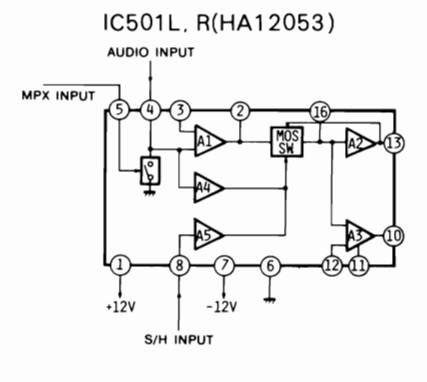 IC501L, R(HA12053)
AUDIO INPUT
MPX INPUT
5 4 3 2 16
A1 MOS SW A2 13
A4
A5 A3 10
1 8 7 6 12 11
+12V -12V
S/H INPUT